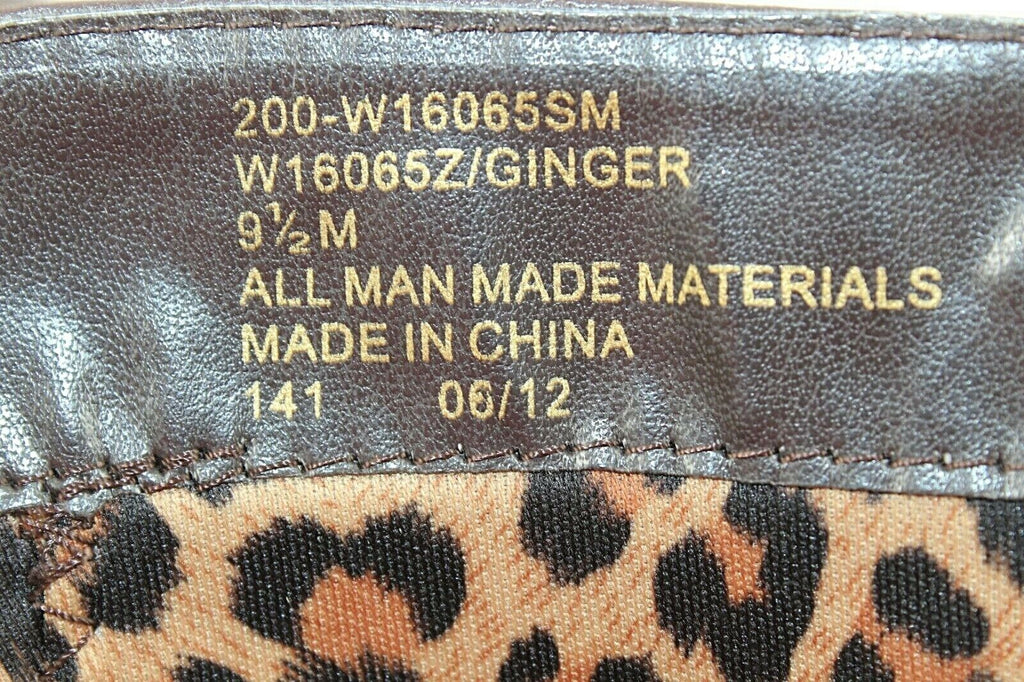 200-W16065SM
W16065Z/GINGER
9½M
ALL MAN MADE MATERIALS
MADE IN CHINA
141 06/12